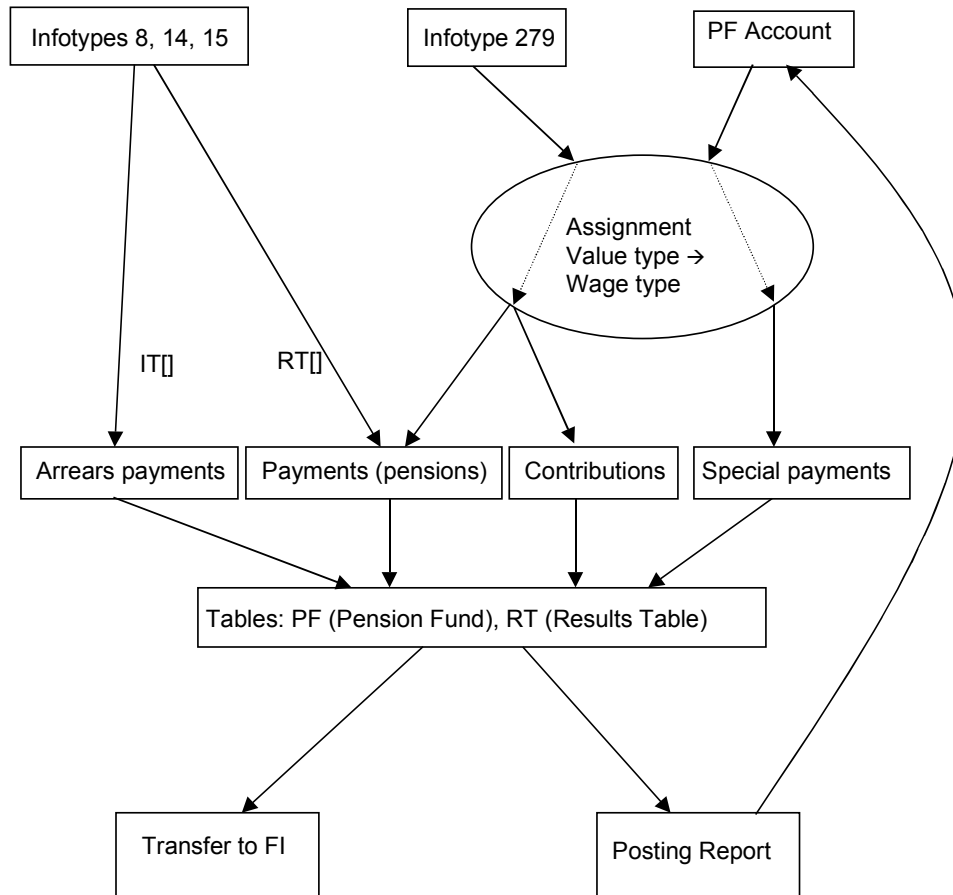 Infotypes 8, 14, 15
Infotype 279
PF Account
Assignment
Value type →
Wage type
IT[]
RT[]
Arrears payments
Payments (pensions)
Contributions
Special payments
Tables: PF (Pension Fund), RT (Results Table)
Transfer to FI
Posting Report